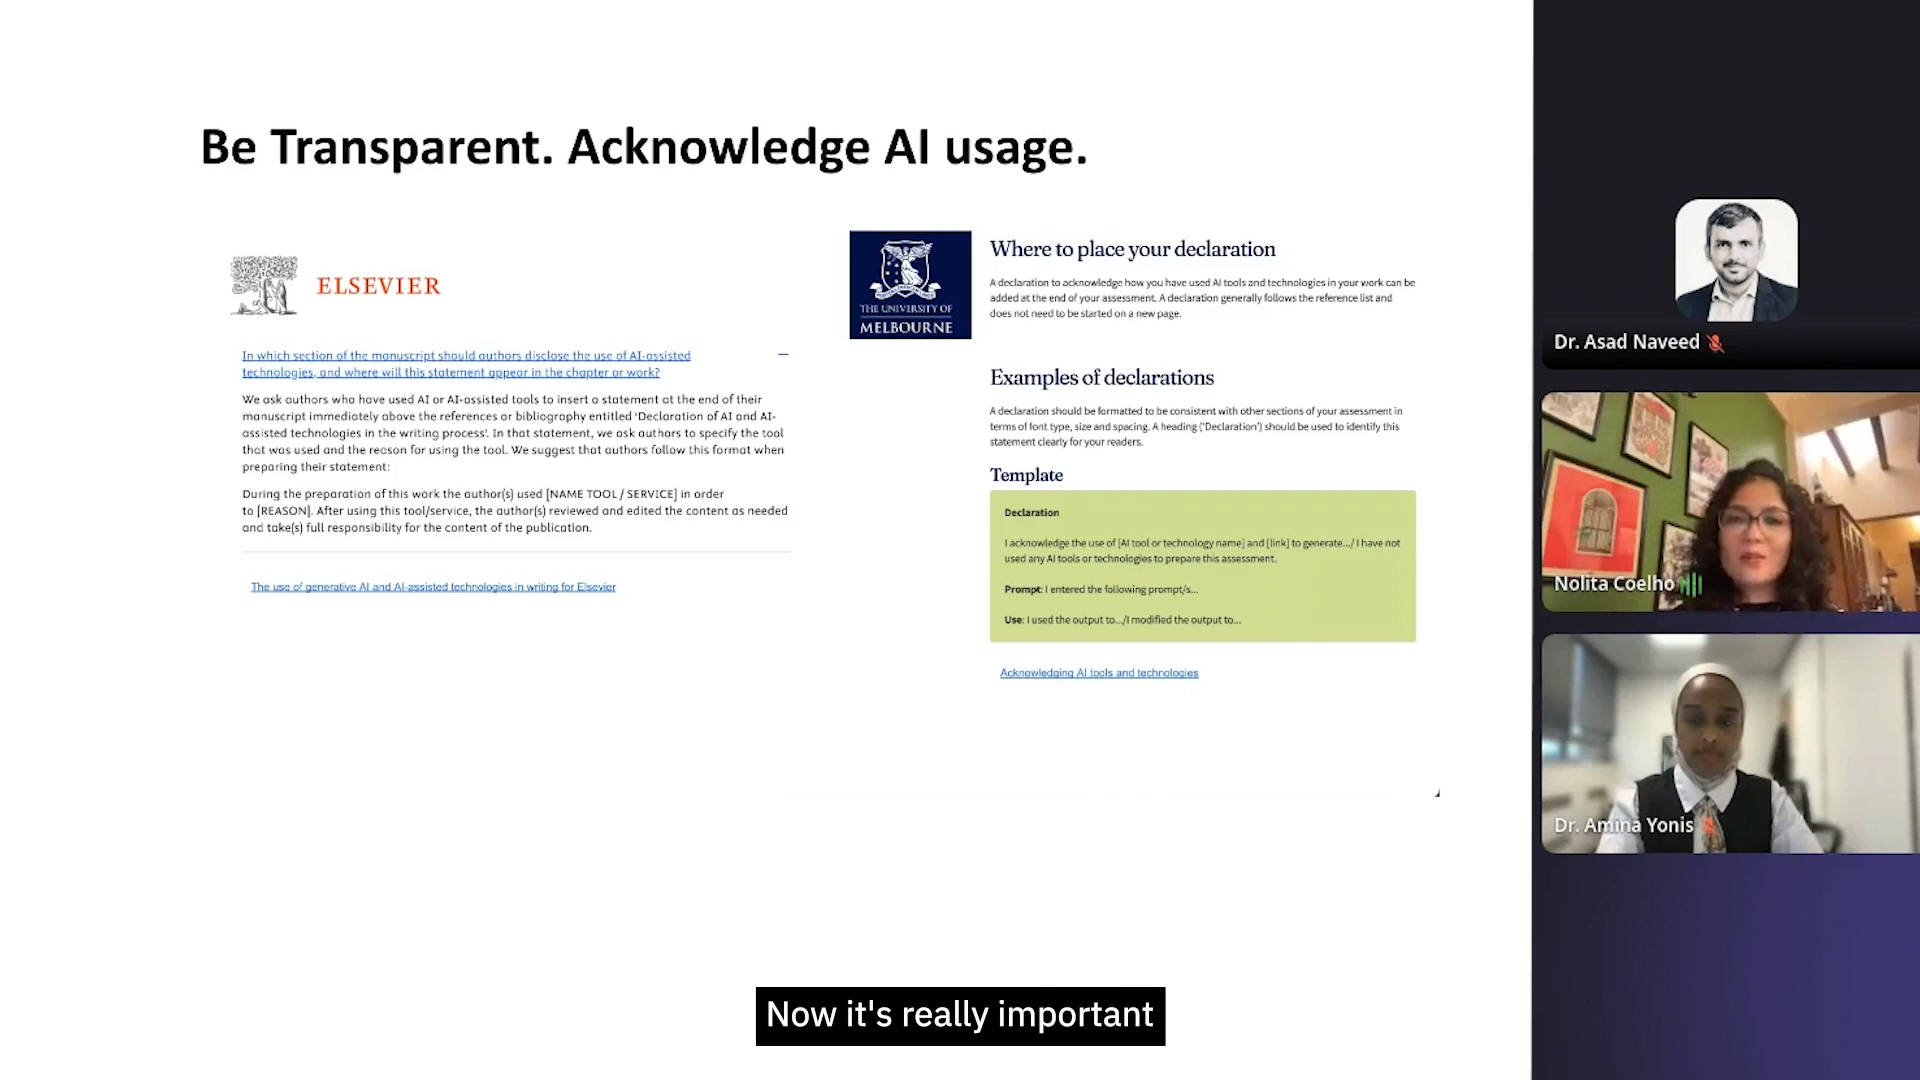 Be Transparent. Acknowledge AI usage.
ELSEVIER
In which section of the manuscript should authors disclose the use of AI-assisted
technologies, and where will this statement appear in the chapter or work?
We ask authors who have used AI or AI-assisted tools to insert a statement at the end of their
manuscript immediately above the references or bibliography entitled ‘Declaration of AI and AI-
assisted technologies in the writing process’. In that statement, we ask authors to specify the tool
that was used and the reason for using the tool. We suggest that authors follow this format when
preparing their statement:
During the preparation of this work the author(s) used [NAME TOOL / SERVICE] in order
to [REASON]. After using this tool/service, the author(s) reviewed and edited the content as needed
and take(s) full responsibility for the content of the publication.
The use of generative AI and AI-assisted technologies in writing for Elsevier
THE UNIVERSITY OF
MELBOURNE
Where to place your declaration
A declaration to acknowledge how you have used AI tools and technologies in your work can be
added at the end of your assessment. A declaration generally follows the reference list and
does not need to be started on a new page.
Examples of declarations
A declaration should be formatted to be consistent with other sections of your assessment in
terms of font type, size and spacing. A heading (‘Declaration’) should be used to identify this
statement clearly for your readers.
Template
Declaration
I acknowledge the use of [AI tool or technology name] and [link] to generate…/ I have not
used any AI tools or technologies to prepare this assessment.
Prompt: I entered the following prompt/s…
Use: I used the output to…/I modified the output to…
Acknowledging AI tools and technologies
Dr. Asad Naveed
Nolita Coelho
Dr. Amina Yonis
Now it's really important